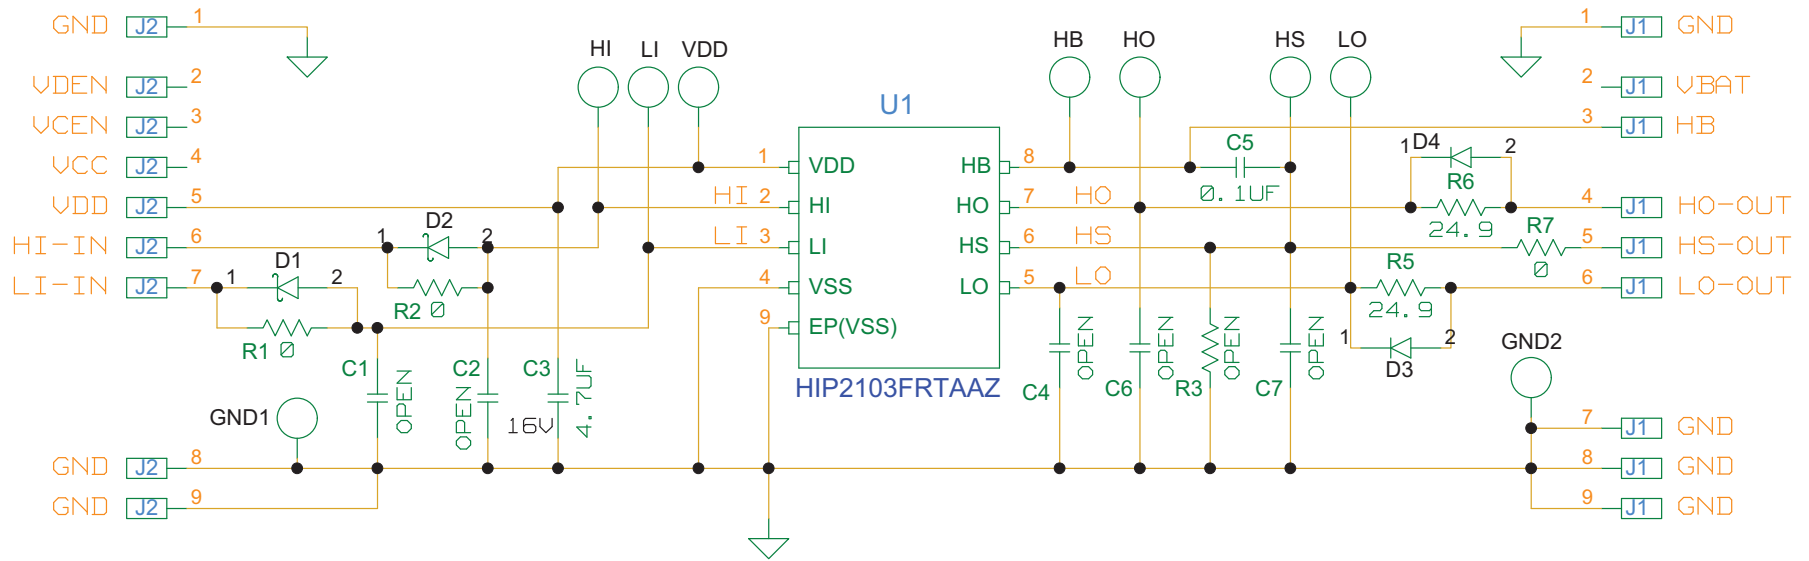 GND J2 1
VDEN J2 2
VCEN J2 3
VCC J2 4
VDD J2 5
HI-IN J2 6
LI-IN J2 7
GND J2 8
GND J2 9
1 D1 2
R1 0
1 D2 2
R2 0
C1 OPEN
C2 OPEN
C3 4.7UF
16V
GND1
HI LI VDD
HI
LI
U1
1 VDD
2 HI
3 LI
4 VSS
9 EP(VSS)
HB 8
HO 7
HS 6
LO 5
HIP2103FRTAAZ
HB HO HS LO
HO
HS
LO
C5
0.1UF
1 D4 2
R6
24.9
R7
0
R5
24.9
1 D3 2
C4 OPEN
C6 OPEN
R3 OPEN
C7 OPEN
GND2
1 J1 GND
2 J1 VBAT
3 J1 HB
4 J1 HO-OUT
5 J1 HS-OUT
6 J1 LO-OUT
7 J1 GND
8 J1 GND
9 J1 GND